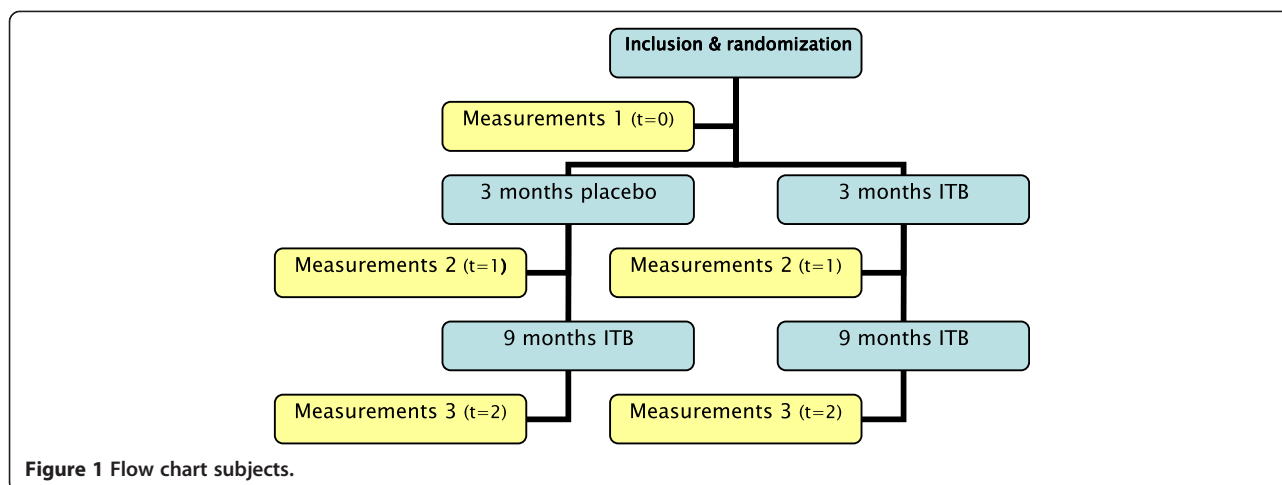 Inclusion & randomization
Measurements 1 (t=0)
3 months placebo
3 months ITB
Measurements 2 (t=1)
Measurements 2 (t=1)
9 months ITB
9 months ITB
Measurements 3 (t=2)
Measurements 3 (t=2)
Figure 1 Flow chart subjects.